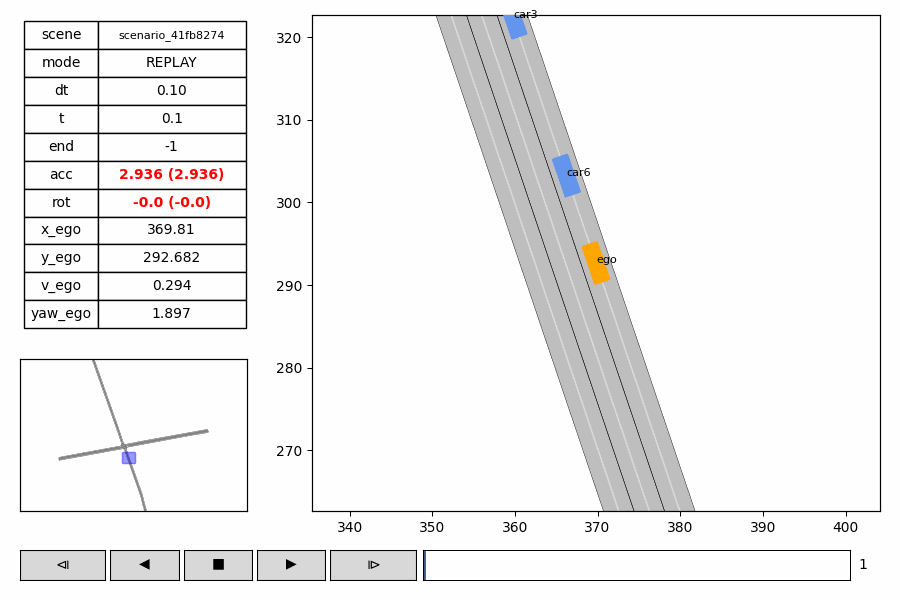 scene scenario_41fb8274
mode REPLAY
dt 0.10
t 0.1
end -1
acc 2.936 (2.936)
rot -0.0 (-0.0)
x_ego 369.81
y_ego 292.682
v_ego 0.294
yaw_ego 1.897
car3
car6
ego
320
310
300
290
280
270
340 350 360 370 380 390 400
1